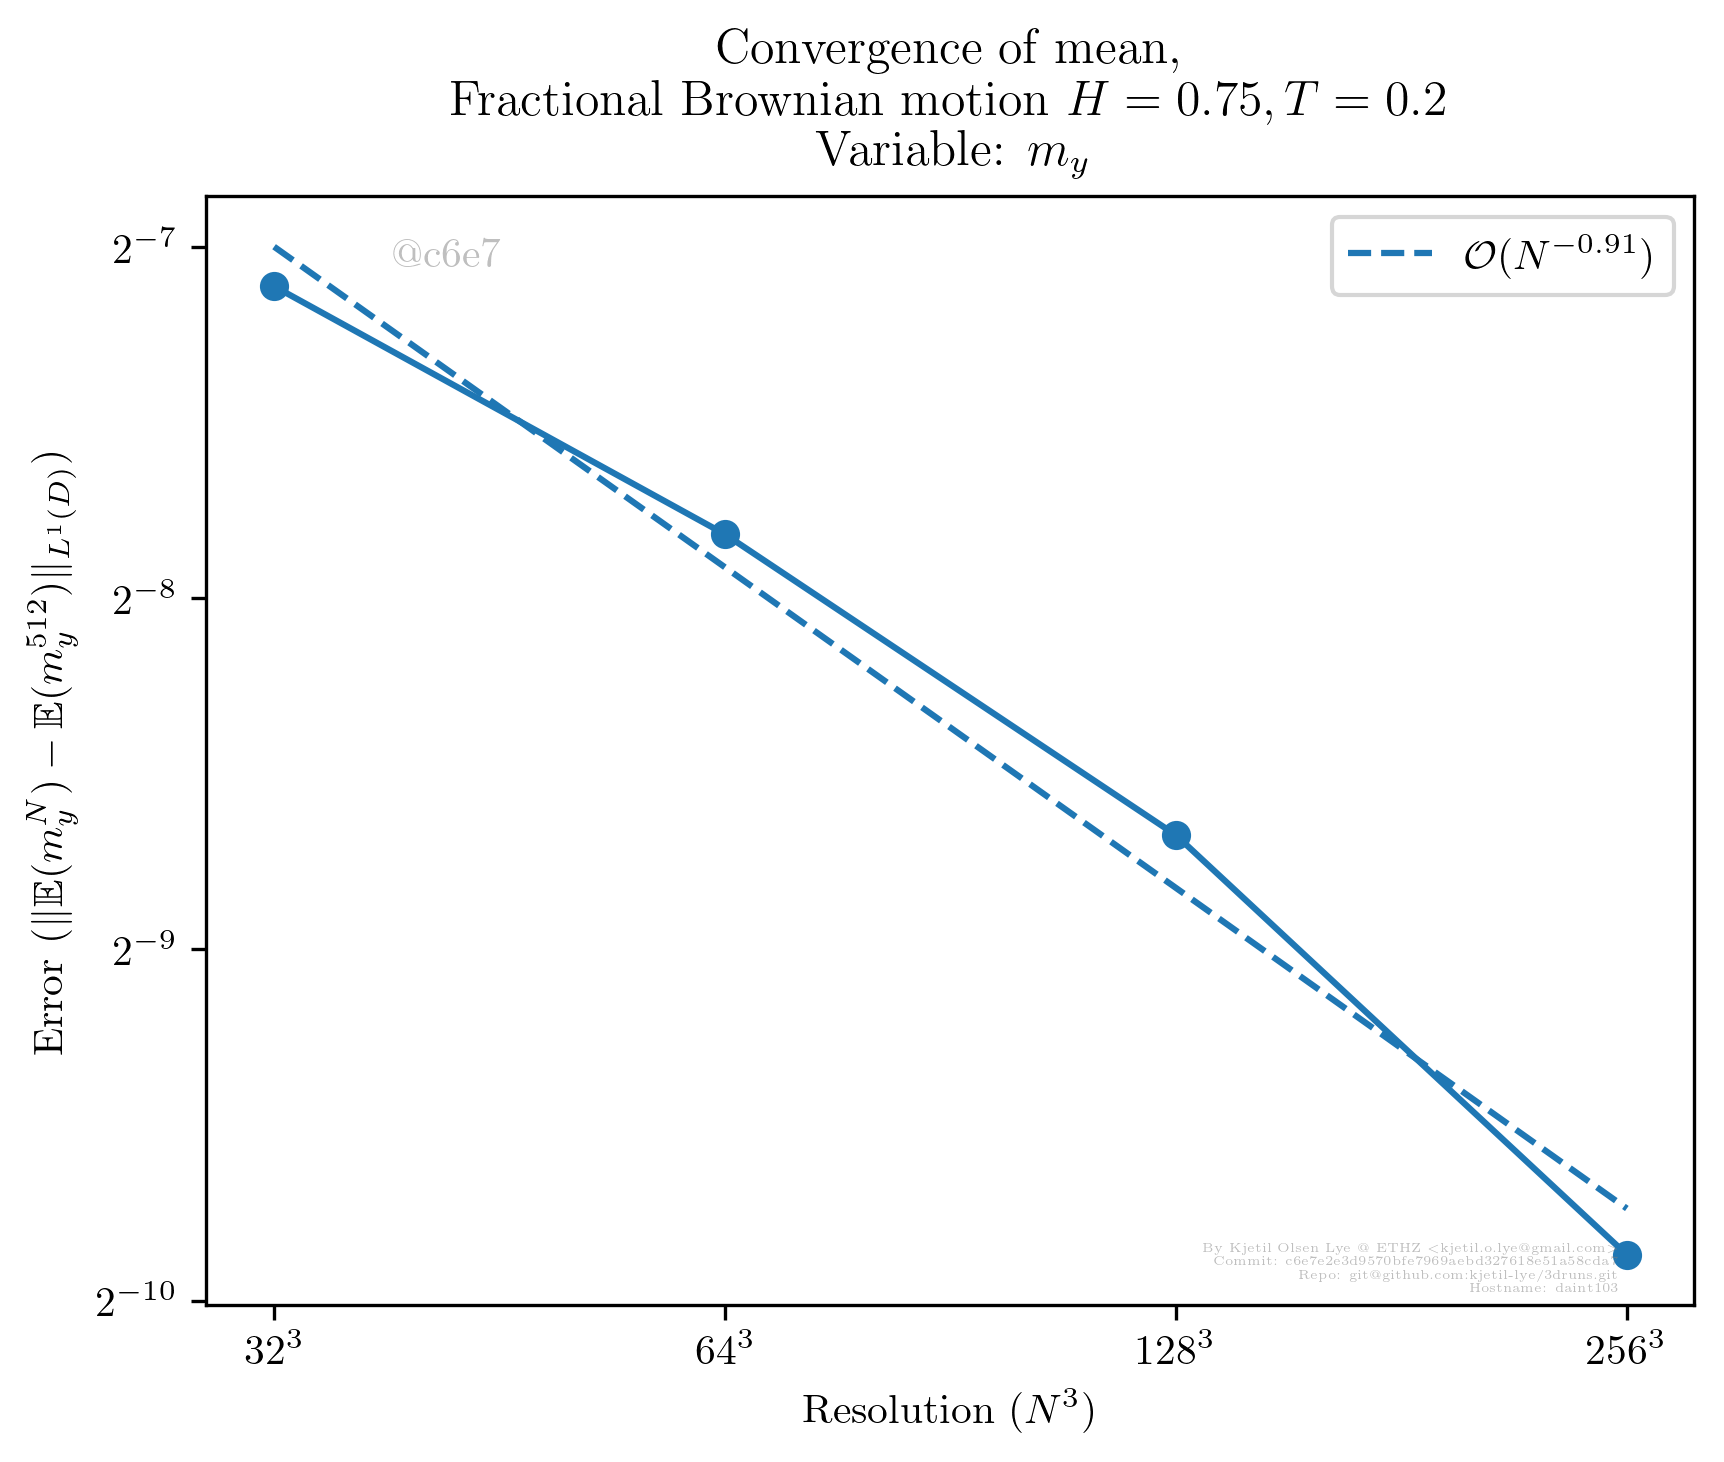 Convergence of mean,
Fractional Brownian motion H = 0.75, T = 0.2
Variable: m_y
2^{-7}
2^{-8}
2^{-9}
2^{-10}
Error (||𝔼(m_y^N) − 𝔼(m_y^{512})||_{L^1(D)})
@c6e7
𝒪(N^{-0.91})
By Kjetil Olsen Lye @ ETHZ <kjetil.o.lye@gmail.com>
Commit: c6e7e2e3d9570bfe7969aebd327618e51a58cda7
Repo: git@github.com:kjetil-lye/3druns.git
Hostname: daint103
32^3 64^3 128^3 256^3
Resolution (N^3)